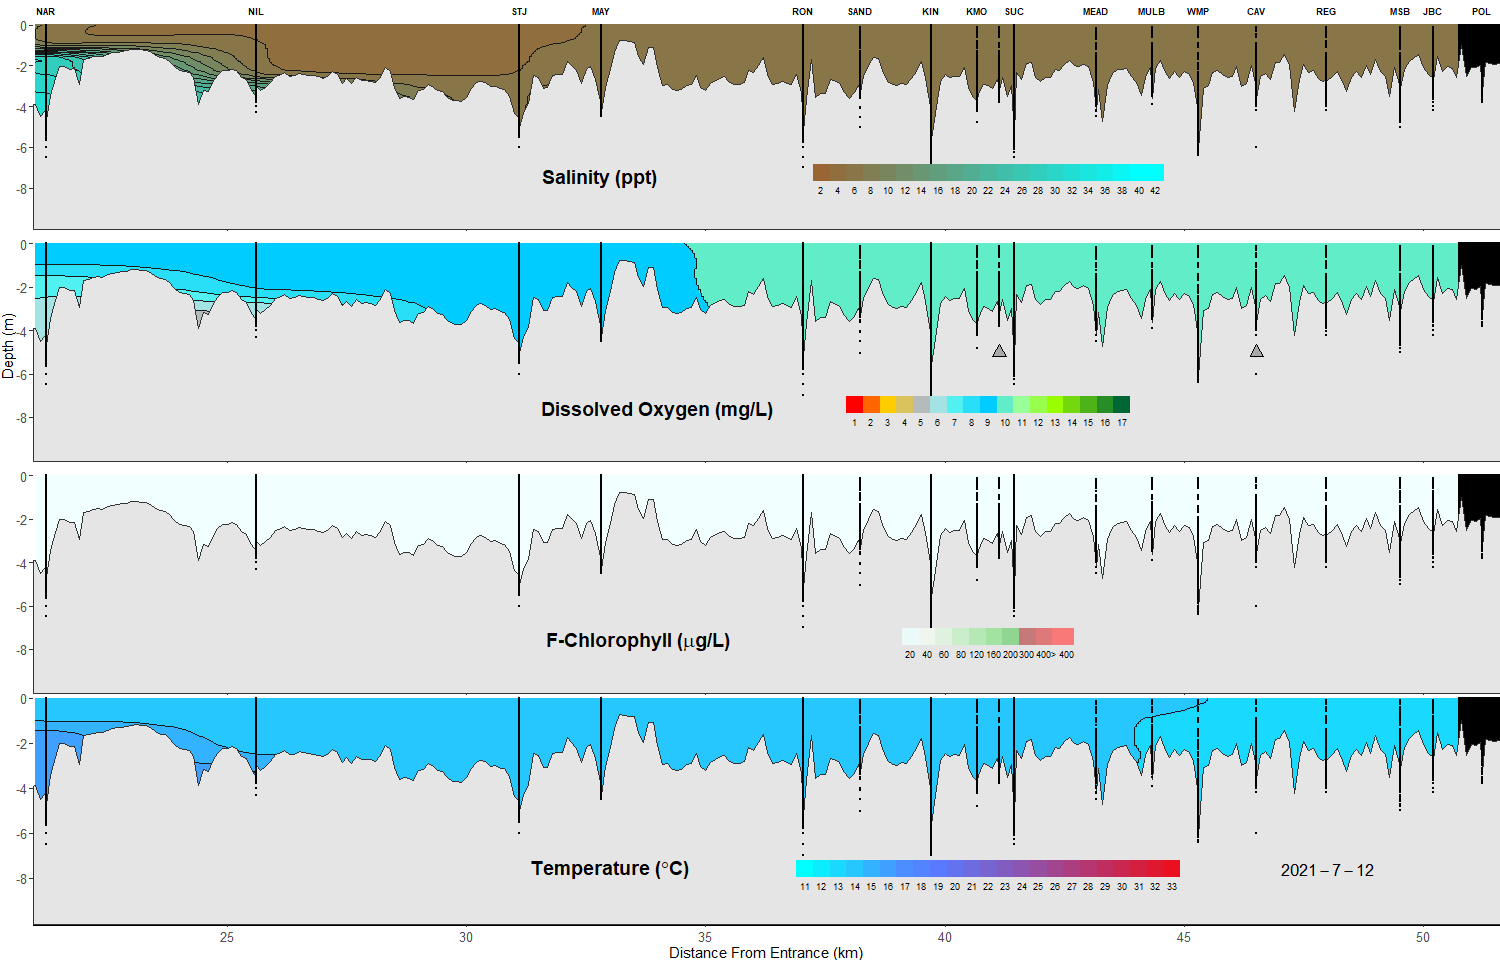 NAR NIL STJ MAY RON SAND KIN KMO SUC MEAD MULB WMP CAV REG MSB JBC POL
0
-2
-4
-6
-8
Salinity (ppt)
2 4 6 8 10 12 14 16 18 20 22 24 26 28 30 32 34 36 38 40 42
0
-2
-4
-6
-8
Depth (m)
Dissolved Oxygen (mg/L)
1 2 3 4 5 6 7 8 9 10 11 12 13 14 15 16 17
0
-2
-4
-6
-8
F-Chlorophyll (μg/L)
20 40 60 80 120 160 200 300 400> 400
0
-2
-4
-6
-8
Temperature (°C)
11 12 13 14 15 16 17 18 19 20 21 22 23 24 25 26 27 28 29 30 31 32 33
2021 – 7 – 12
25 30 35 40 45 50
Distance From Entrance (km)